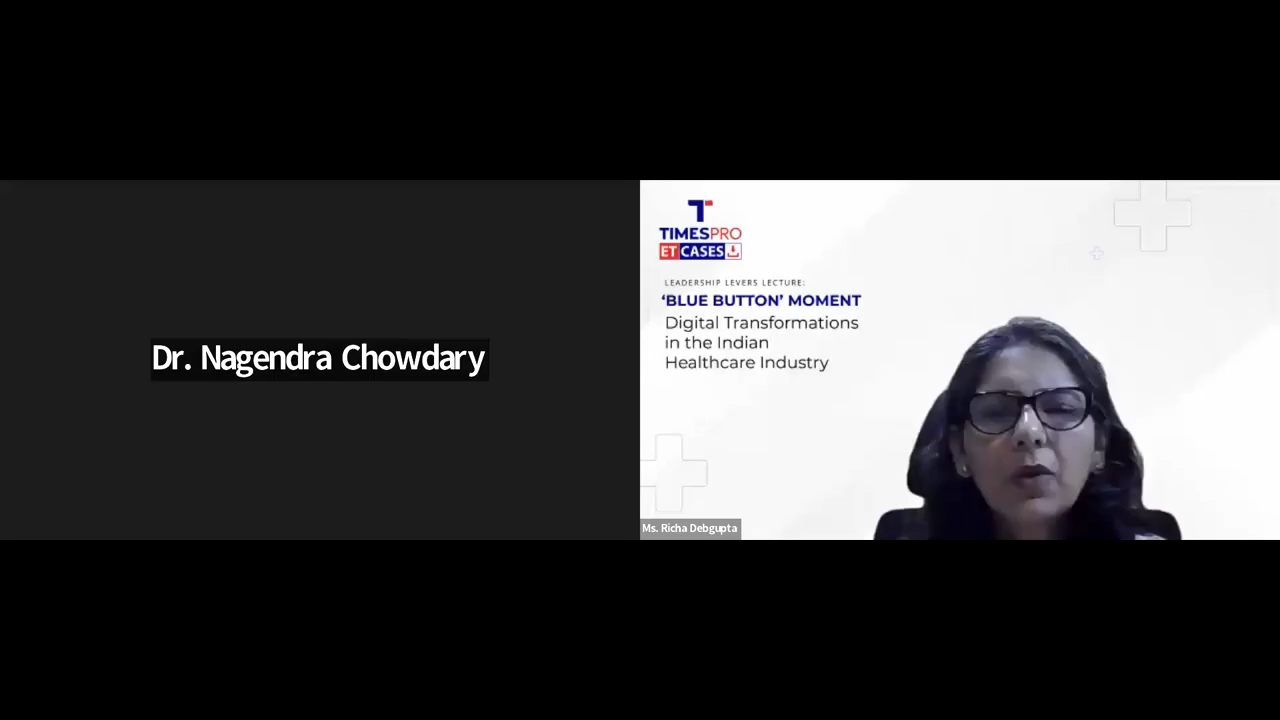 Dr. Nagendra Chowdary
TIMESPRO
ET CASES
LEADERSHIP LEVERS LECTURE:
‘BLUE BUTTON’ MOMENT
Digital Transformations
in the Indian
Healthcare Industry
Ms. Richa Debgupta